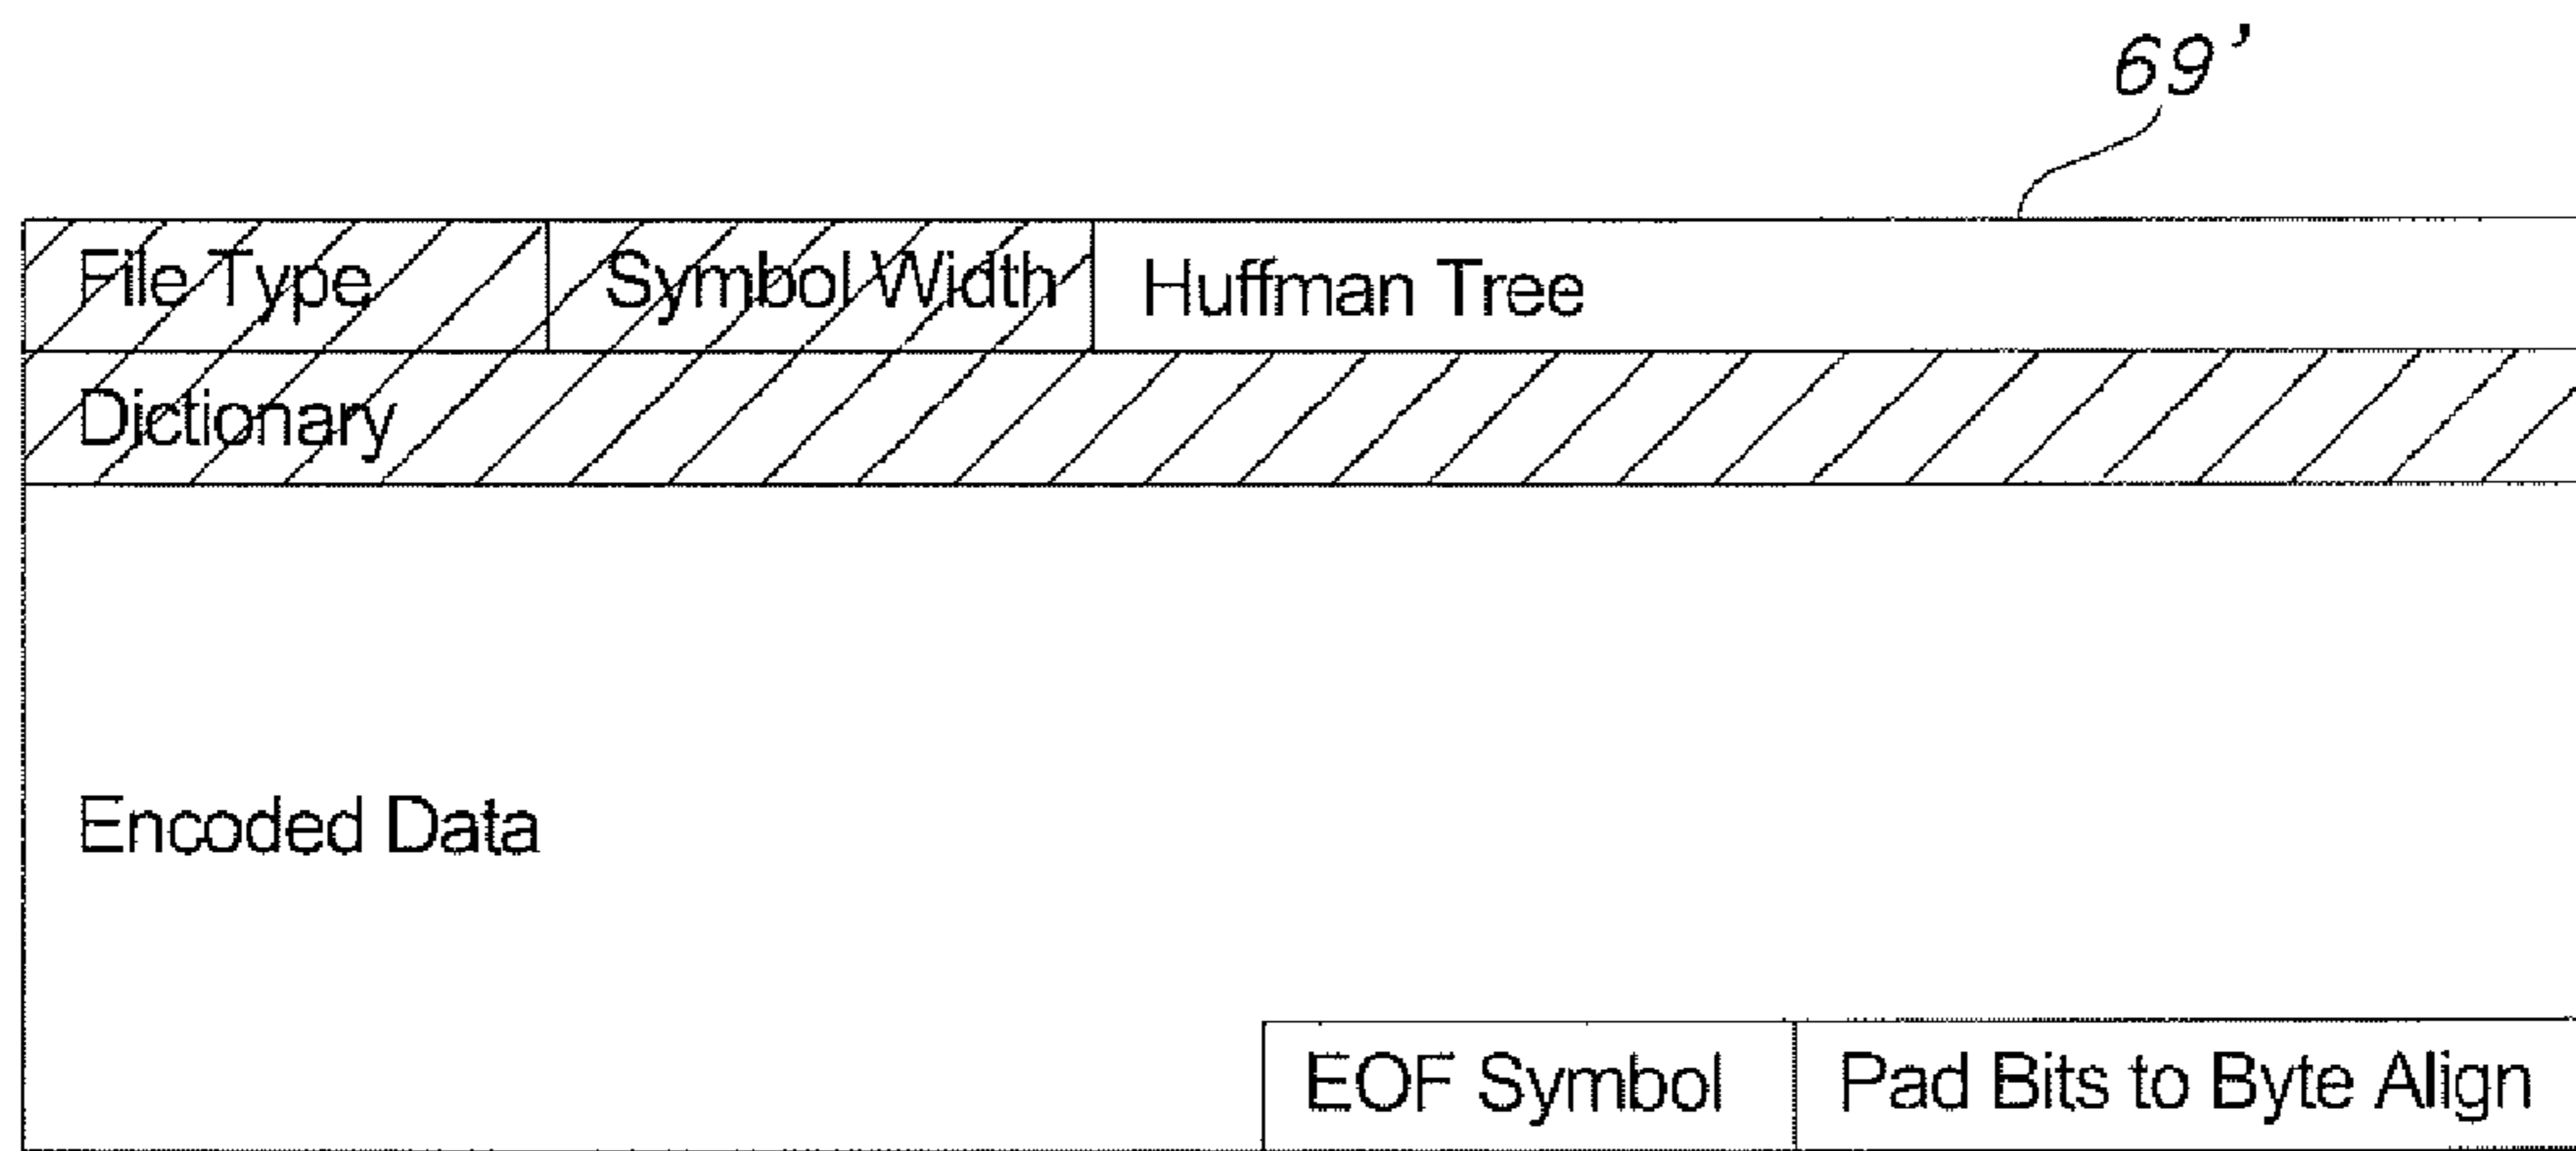 69'
File Type Symbol Width Huffman Tree
Dictionary
Encoded Data
EOF Symbol Pad Bits to Byte Align